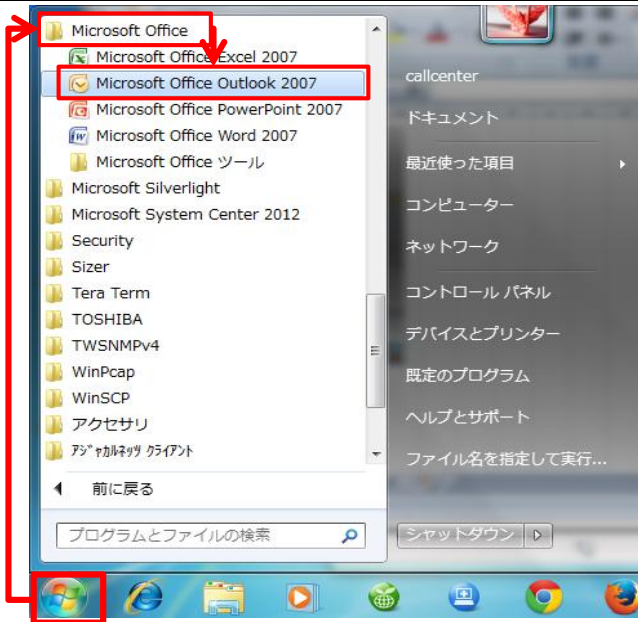 Microsoft Office
Microsoft Office Excel 2007
Microsoft Office Outlook 2007
Microsoft Office PowerPoint 2007
Microsoft Office Word 2007
Microsoft Office ツール
Microsoft Silverlight
Microsoft System Center 2012
Security
Sizer
Tera Term
TOSHIBA
TWSNMPv4
WinPcap
WinSCP
アクセサリ
ｱｼﾞｬｲﾙﾈｯﾂ ｸﾗｲｱﾝﾄ
前に戻る
プログラムとファイルの検索
callcenter
ドキュメント
最近使った項目
コンピューター
ネットワーク
コントロール パネル
デバイスとプリンター
既定のプログラム
ヘルプとサポート
ファイル名を指定して実行...
シャットダウン